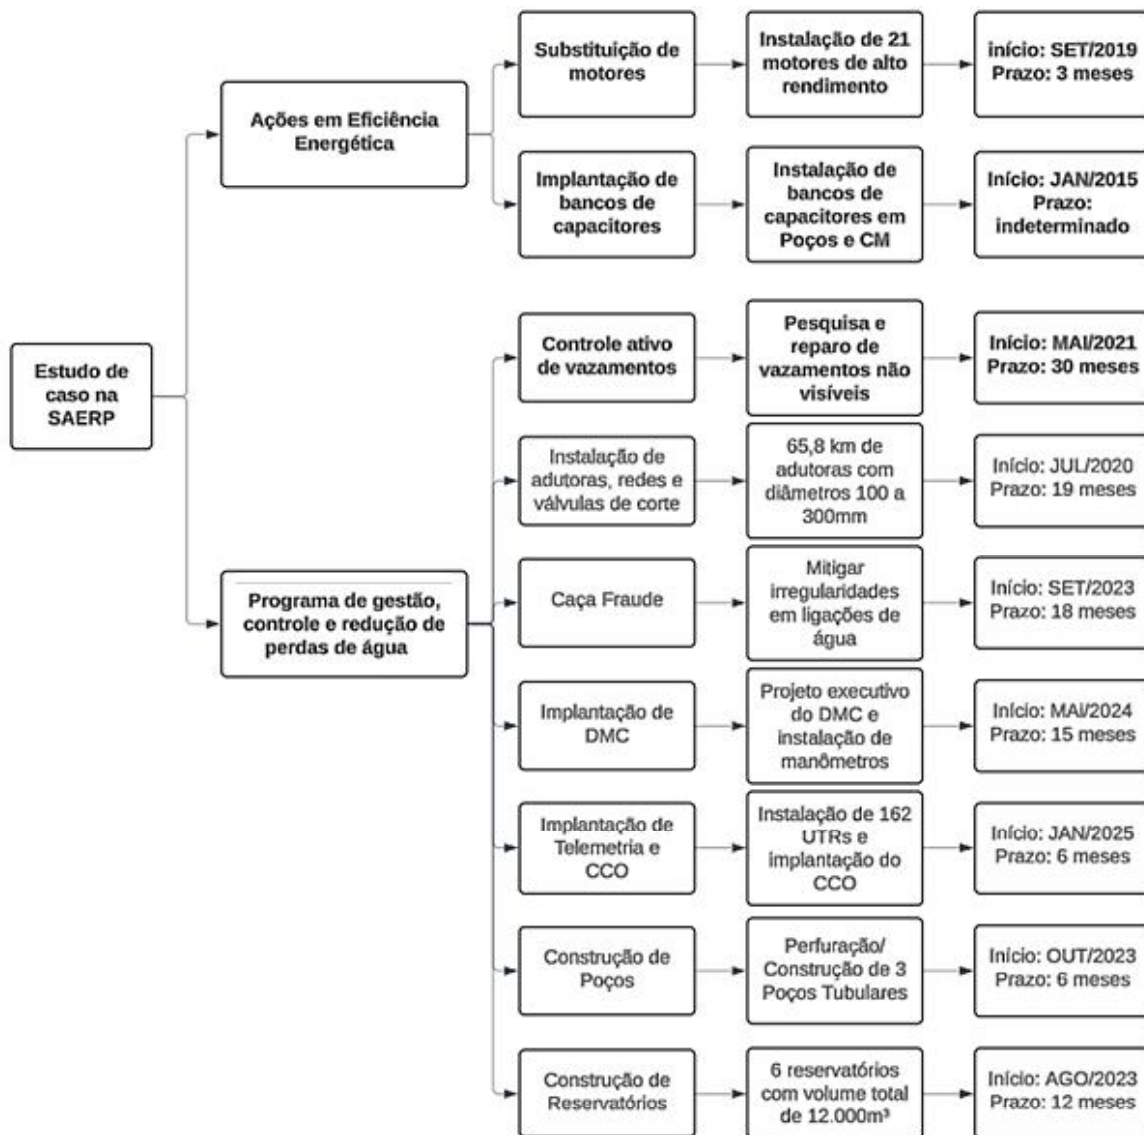 Estudo de
caso na
SAERP
Ações em Eficiência
Energética
Substituição de
motores
Instalação de 21
motores de alto
rendimento
início: SET/2019
Prazo: 3 meses
Implantação de
bancos de
capacitores
Instalação de
bancos de
capacitores em
Poços e CM
Início: JAN/2015
Prazo:
indeterminado
Programa de gestão,
controle e redução de
perdas de água
Controle ativo
de vazamentos
Pesquisa e
reparo de
vazamentos não
visíveis
Início: MAI/2021
Prazo: 30 meses
Instalação de
adutoras, redes e
válvulas de corte
65,8 km de
adutoras com
diâmetros 100 a
300mm
Início: JUL/2020
Prazo: 19 meses
Caça Fraude
Mitigar
irregularidades
em ligações de
água
Início: SET/2023
Prazo: 18 meses
Implantação de
DMC
Projeto executivo
do DMC e
instalação de
manômetros
Início: MAI/2024
Prazo: 15 meses
Implantação de
Telemetria e
CCO
Instalação de 162
UTRs e
implantação do
CCO
Início: JAN/2025
Prazo: 6 meses
Construção de
Poços
Perfuração/
Construção de 3
Poços Tubulares
Início: OUT/2023
Prazo: 6 meses
Construção de
Reservatórios
6 reservatórios
com volume total
de 12.000m³
Início: AGO/2023
Prazo: 12 meses